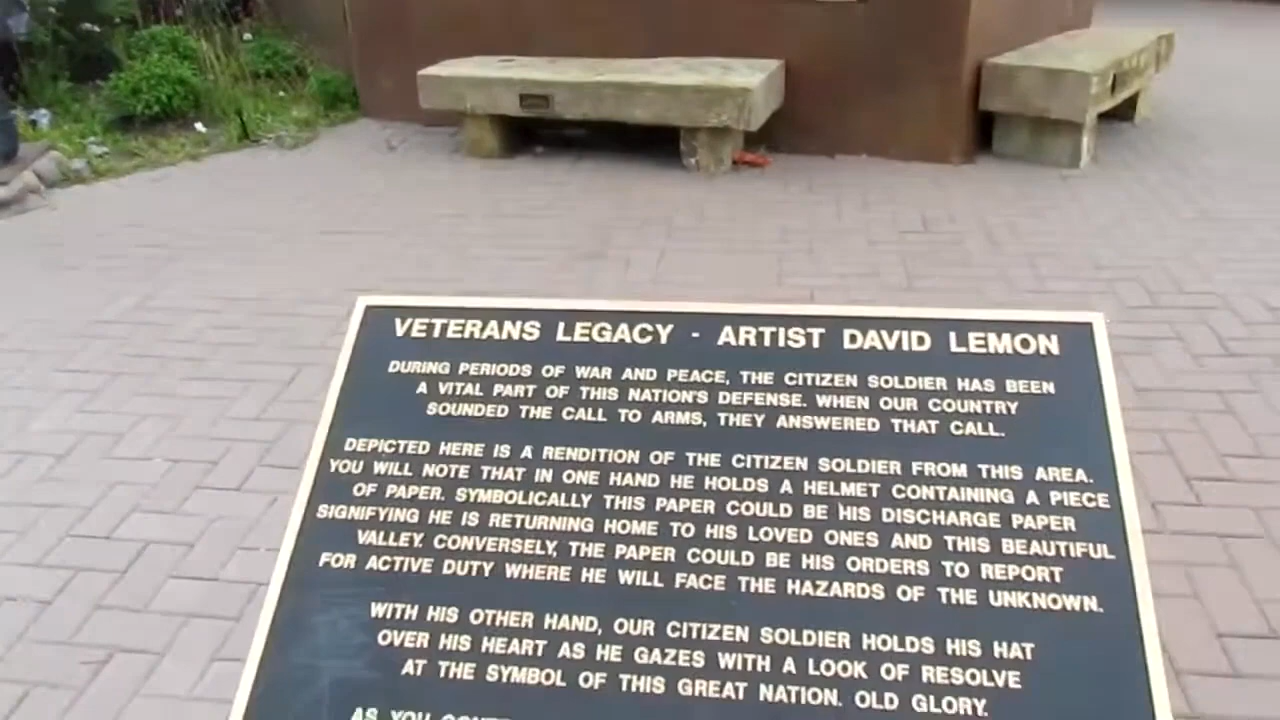 VETERANS LEGACY - ARTIST DAVID LEMON
DURING PERIODS OF WAR AND PEACE, THE CITIZEN SOLDIER HAS BEEN
A VITAL PART OF THIS NATION'S DEFENSE. WHEN OUR COUNTRY
SOUNDED THE CALL TO ARMS, THEY ANSWERED THAT CALL.
DEPICTED HERE IS A RENDITION OF THE CITIZEN SOLDIER FROM THIS AREA.
YOU WILL NOTE THAT IN ONE HAND HE HOLDS A HELMET CONTAINING A PIECE
OF PAPER. SYMBOLICALLY THIS PAPER COULD BE HIS DISCHARGE PAPER
SIGNIFYING HE IS RETURNING HOME TO HIS LOVED ONES AND THIS BEAUTIFUL
VALLEY. CONVERSELY, THE PAPER COULD BE HIS ORDERS TO REPORT
FOR ACTIVE DUTY WHERE HE WILL FACE THE HAZARDS OF THE UNKNOWN.
WITH HIS OTHER HAND, OUR CITIZEN SOLDIER HOLDS HIS HAT
OVER HIS HEART AS HE GAZES WITH A LOOK OF RESOLVE
AT THE SYMBOL OF THIS GREAT NATION. OLD GLORY.
AS YOU